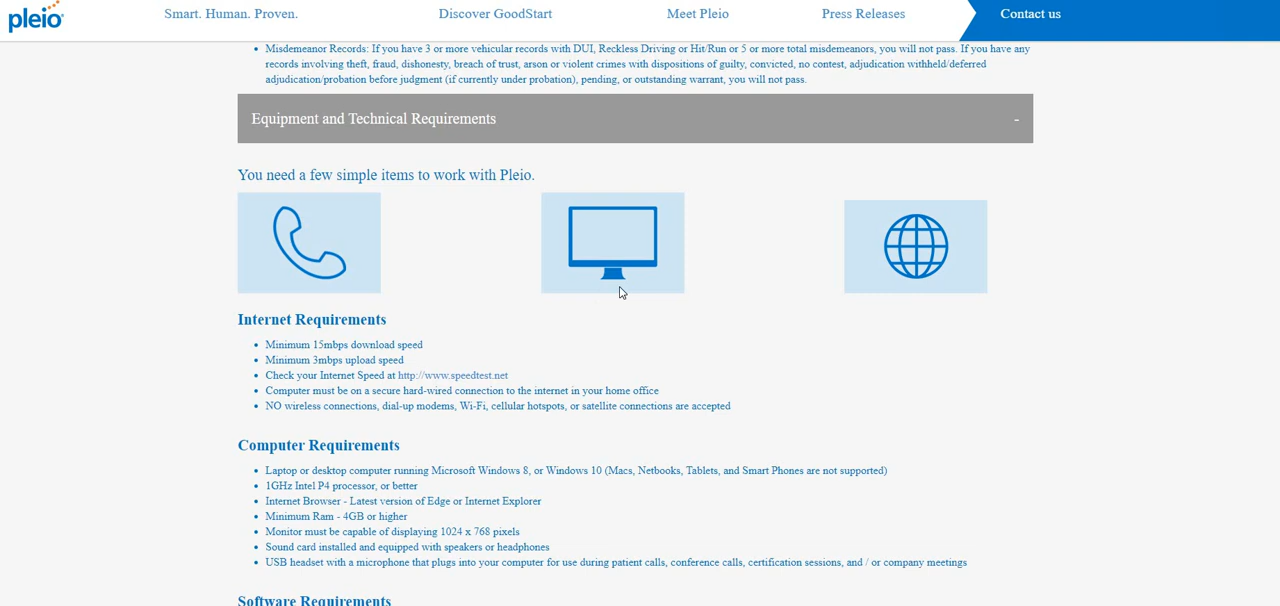 pleio
Smart. Human. Proven.
Discover GoodStart
Meet Pleio
Press Releases
Contact us
Misdemeanor Records: If you have 3 or more vehicular records with DUI, Reckless Driving or Hit/Run or 5 or more total misdemeanors, you will not pass. If you have any
records involving theft, fraud, dishonesty, breach of trust, arson or violent crimes with dispositions of guilty, convicted, no contest, adjudication withheld/deferred
adjudication/probation before judgment (if currently under probation), pending, or outstanding warrant, you will not pass.
Equipment and Technical Requirements -
You need a few simple items to work with Pleio.
Internet Requirements
Minimum 15mbps download speed
Minimum 3mbps upload speed
Check your Internet Speed at http://www.speedtest.net
Computer must be on a secure hard-wired connection to the internet in your home office
NO wireless connections, dial-up modems, Wi-Fi, cellular hotspots, or satellite connections are accepted
Computer Requirements
Laptop or desktop computer running Microsoft Windows 8, or Windows 10 (Macs, Netbooks, Tablets, and Smart Phones are not supported)
1GHz Intel P4 processor, or better
Internet Browser - Latest version of Edge or Internet Explorer
Minimum Ram - 4GB or higher
Monitor must be capable of displaying 1024 x 768 pixels
Sound card installed and equipped with speakers or headphones
USB headset with a microphone that plugs into your computer for use during patient calls, conference calls, certification sessions, and / or company meetings
Software Requirements